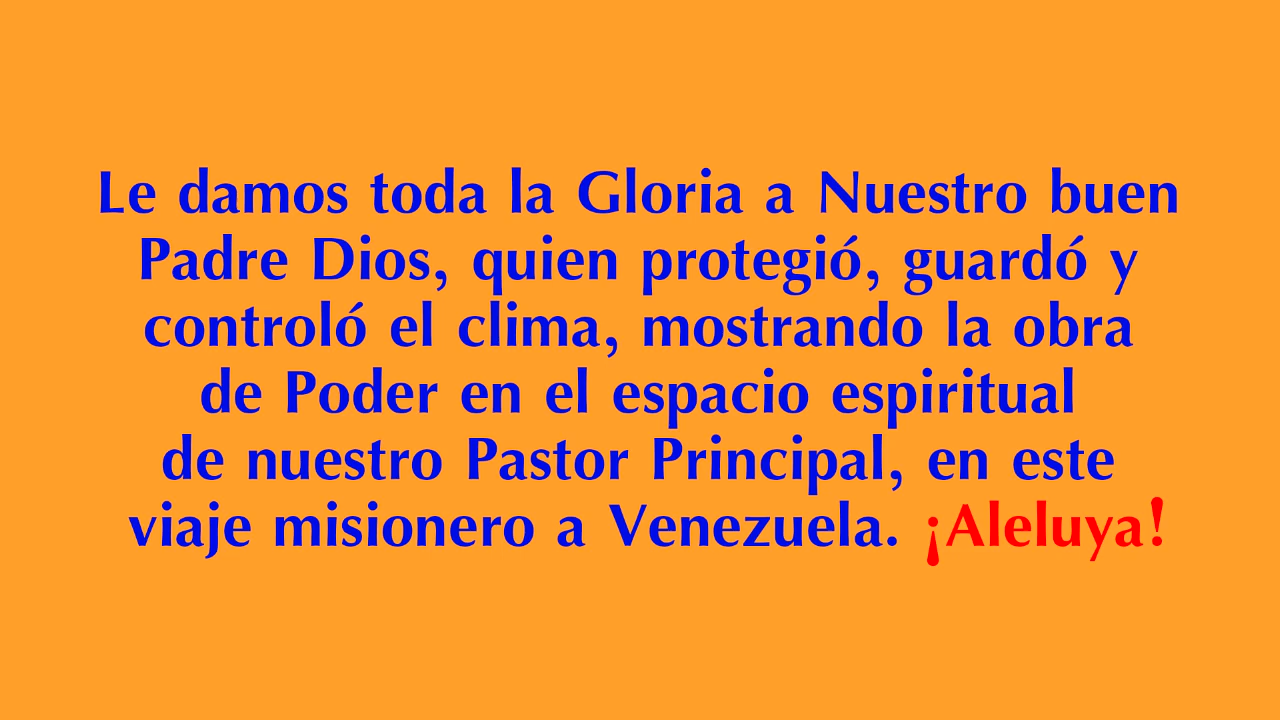 Le damos toda la Gloria a Nuestro buen
Padre Dios, quien protegió, guardó y
controló el clima, mostrando la obra
de Poder en el espacio espiritual
de nuestro Pastor Principal, en este
viaje misionero a Venezuela. ¡Aleluya!